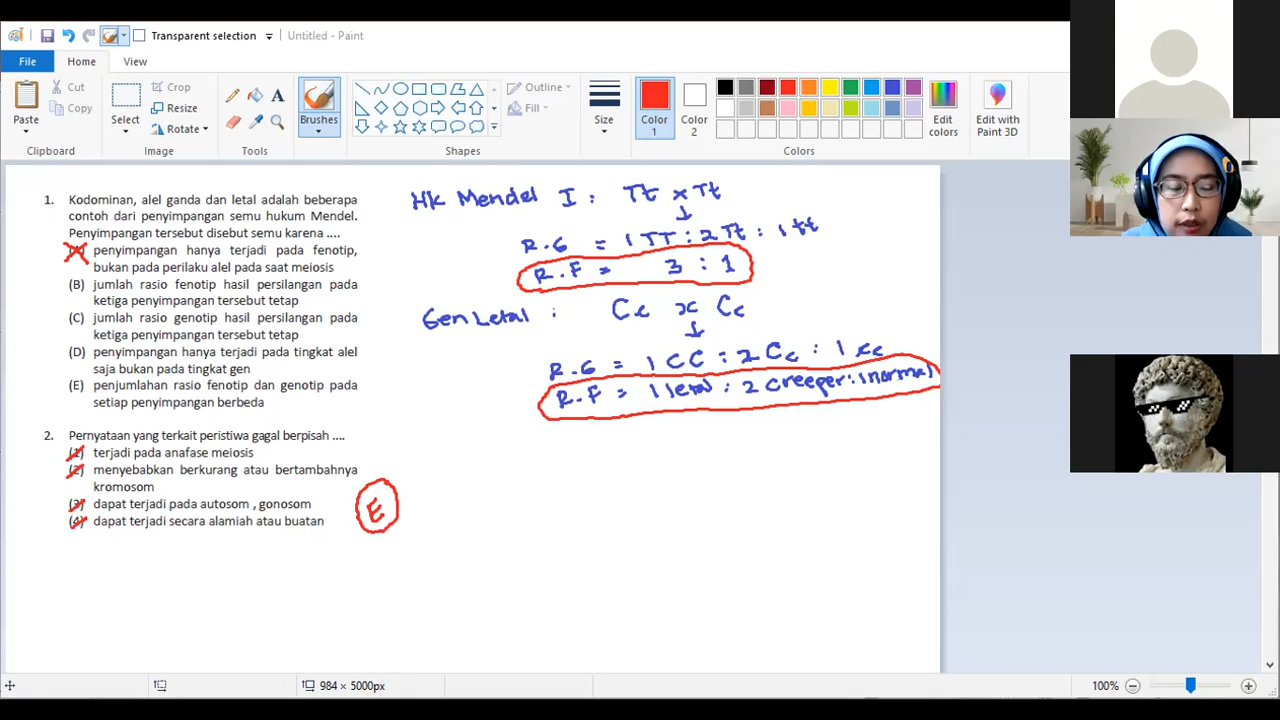 Transparent selection
Untitled - Paint
File
Home
View
Paste
Cut
Copy
Clipboard
Select
Crop
Resize
Rotate
Image
Tools
Brushes
Shapes
Outline
Fill
Size
Color 1
Color 2
Edit colors
Edit with Paint 3D
Colors
1. Kodominan, alel ganda dan letal adalah beberapa
contoh dari penyimpangan semu hukum Mendel.
Penyimpangan tersebut disebut semu karena ....
penyimpangan hanya terjadi pada fenotip,
bukan pada perilaku alel pada saat meiosis
(B) jumlah rasio fenotip hasil persilangan pada
ketiga penyimpangan tersebut tetap
(C) jumlah rasio genotip hasil persilangan pada
ketiga penyimpangan tersebut tetap
(D) penyimpangan hanya terjadi pada tingkat alel
saja bukan pada tingkat gen
(E) penjumlhan rasio fenotip dan genotip pada
setiap penyimpangan berbeda
2. Pernyataan yang terkait peristiwa gagal berpisah ....
(1) terjadi pada anafase meiosis
(2) menyebabkan berkurang atau bertambahnya
kromosom
(3) dapat terjadi pada autosom , gonosom
(4) dapat terjadi secara alamiah atau buatan
E
Hk Mendel I : Tt x Tt
↓
R.G = 1 TT : 2 Tt : 1 tt
R.F = 3 : 1
Gen Letal : Cc x Cc
↓
R.G = 1 CC : 2 Cc : 1 cc
R.F = 1 letal : 2 creeper : 1 normal
984 × 5000px
100%